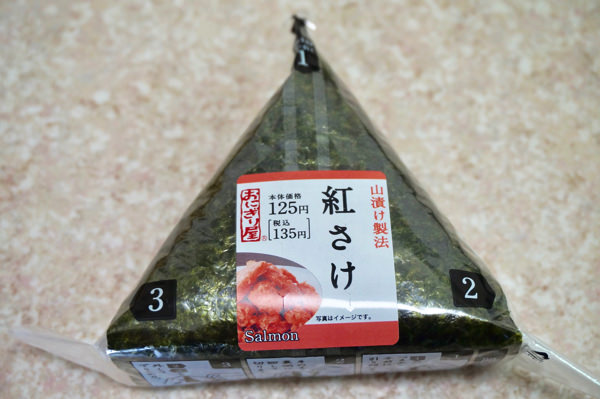 1
山漬け製法
紅さけ
本体価格
125円
税込
135円
おにぎり屋
写真はイメージです。
Salmon
3
2